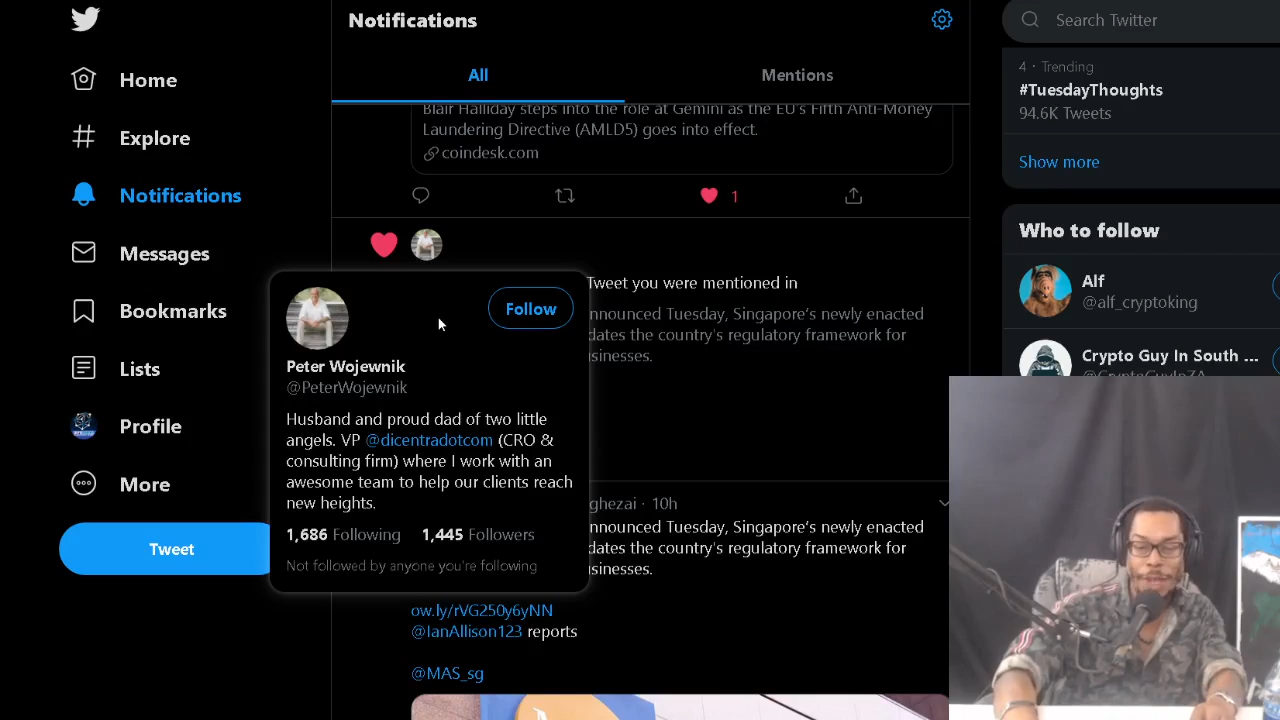 Home
Explore
Notifications
Messages
Bookmarks
Lists
Profile
More
Tweet
Notifications
All
Mentions
Blair Halliday steps into the role at Gemini as the EU's Fifth Anti-Money
Laundering Directive (AMLD5) goes into effect.
coindesk.com
1
Tweet you were mentioned in
nnounced Tuesday, Singapore's newly enacted
dates the country's regulatory framework for
usinesses.
Follow
Peter Wojewnik
@PeterWojewnik
Husband and proud dad of two little
angels. VP @dicentradotcom (CRO &
consulting firm) where I work with an
awesome team to help our clients reach
new heights.
1,686 Following 1,445 Followers
Not followed by anyone you're following
ghezai · 10h
nnounced Tuesday, Singapore's newly enacted
dates the country's regulatory framework for
usinesses.
ow.ly/rVG250y6yNN
@IanAllison123 reports
@MAS_sg
Search Twitter
4 · Trending
#TuesdayThoughts
94.6K Tweets
Show more
Who to follow
Alf
@alf_cryptoking
Crypto Guy In South ...
@CryptoGuyInZA